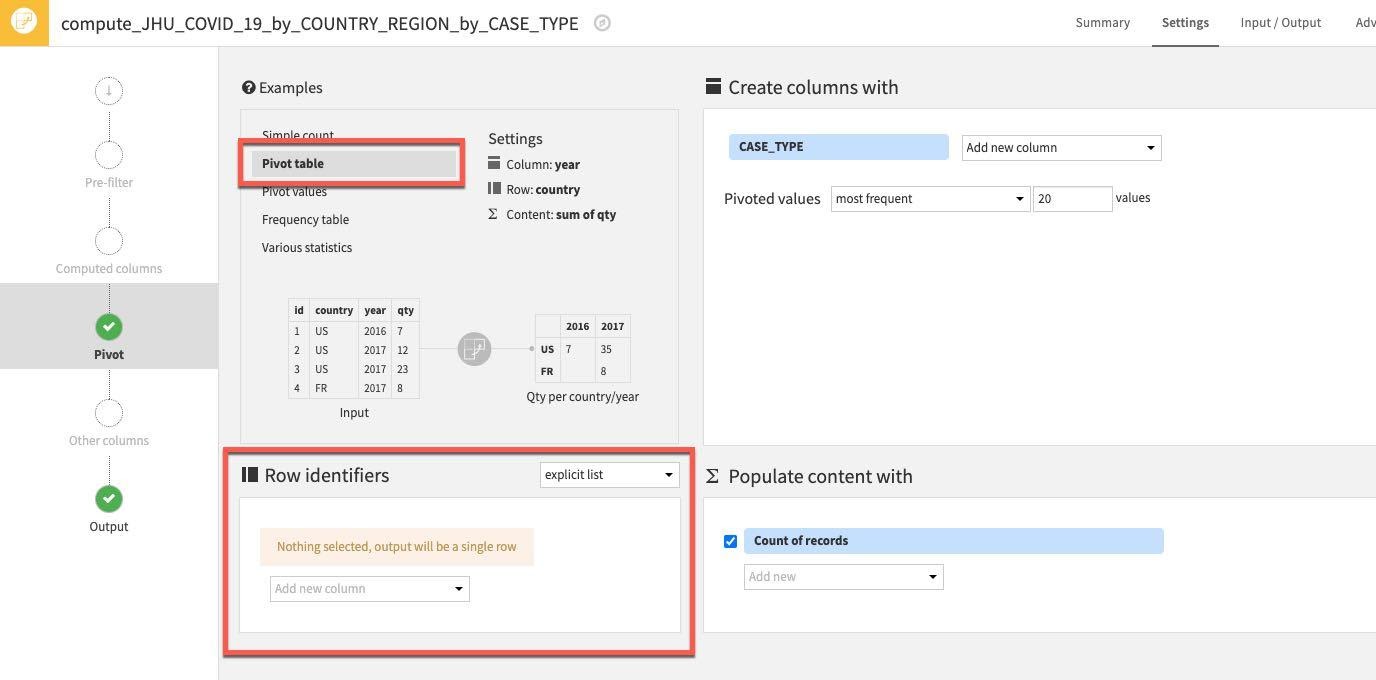 compute_JHU_COVID_19_by_COUNTRY_REGION_by_CASE_TYPE
Summary
Settings
Input / Output
Adv
Pre-filter
Computed columns
Pivot
Other columns
Output
Examples
Simple count
Pivot table
Pivot values
Frequency table
Various statistics
Settings
Column: year
Row: country
Content: sum of qty
id country year qty
1 US 2016 7
2 US 2017 12
3 US 2017 23
4 FR 2017 8
Input
2016 2017
US 7 35
FR 8
Qty per country/year
Create columns with
CASE_TYPE
Add new column
Pivoted values most frequent 20 values
Row identifiers
explicit list
Nothing selected, output will be a single row
Add new column
Σ Populate content with
Count of records
Add new